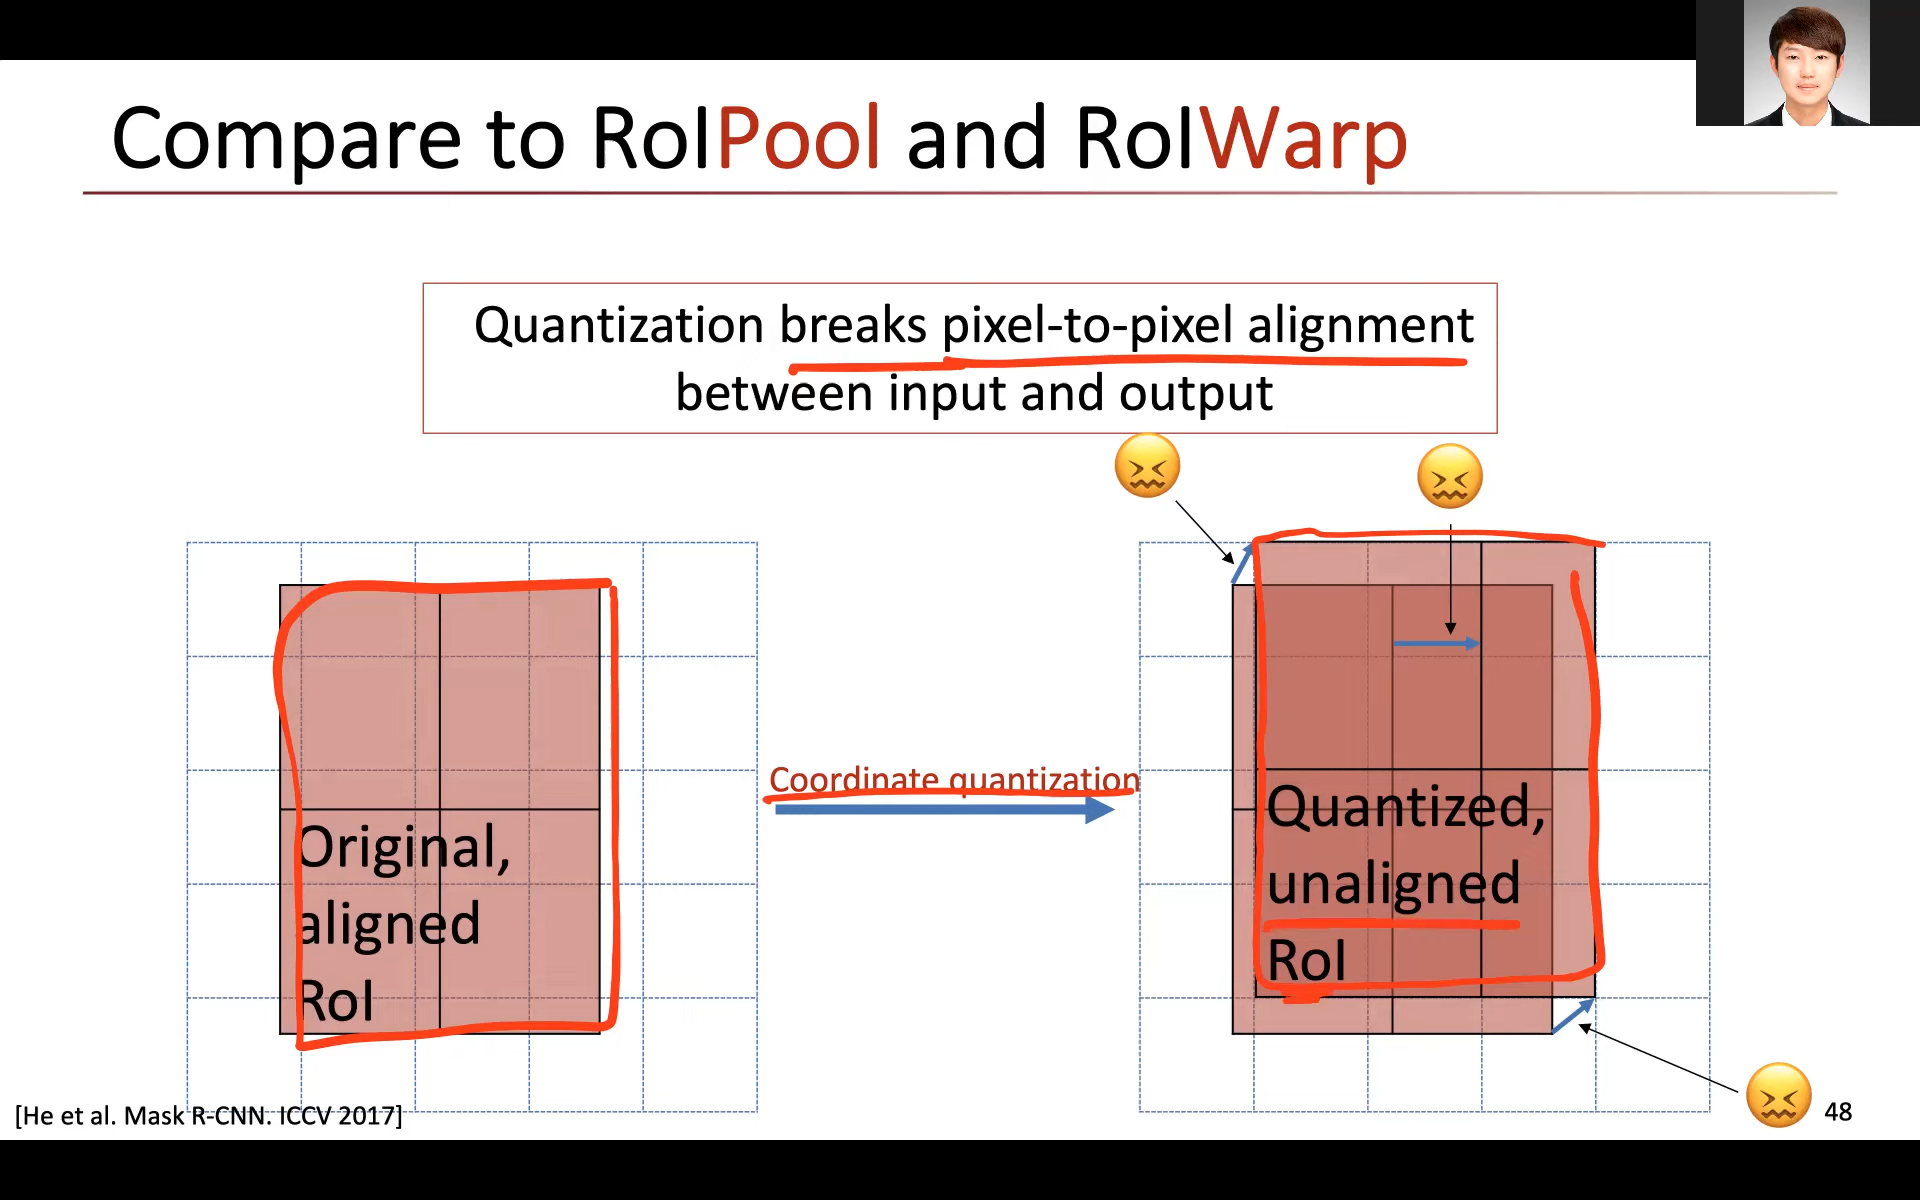 Compare to RoIPool and RoIWarp
Quantization breaks pixel-to-pixel alignment
between input and output
Coordinate quantization
Original,
aligned
RoI
Quantized,
unaligned
RoI
[He et al. Mask R-CNN. ICCV 2017]
48